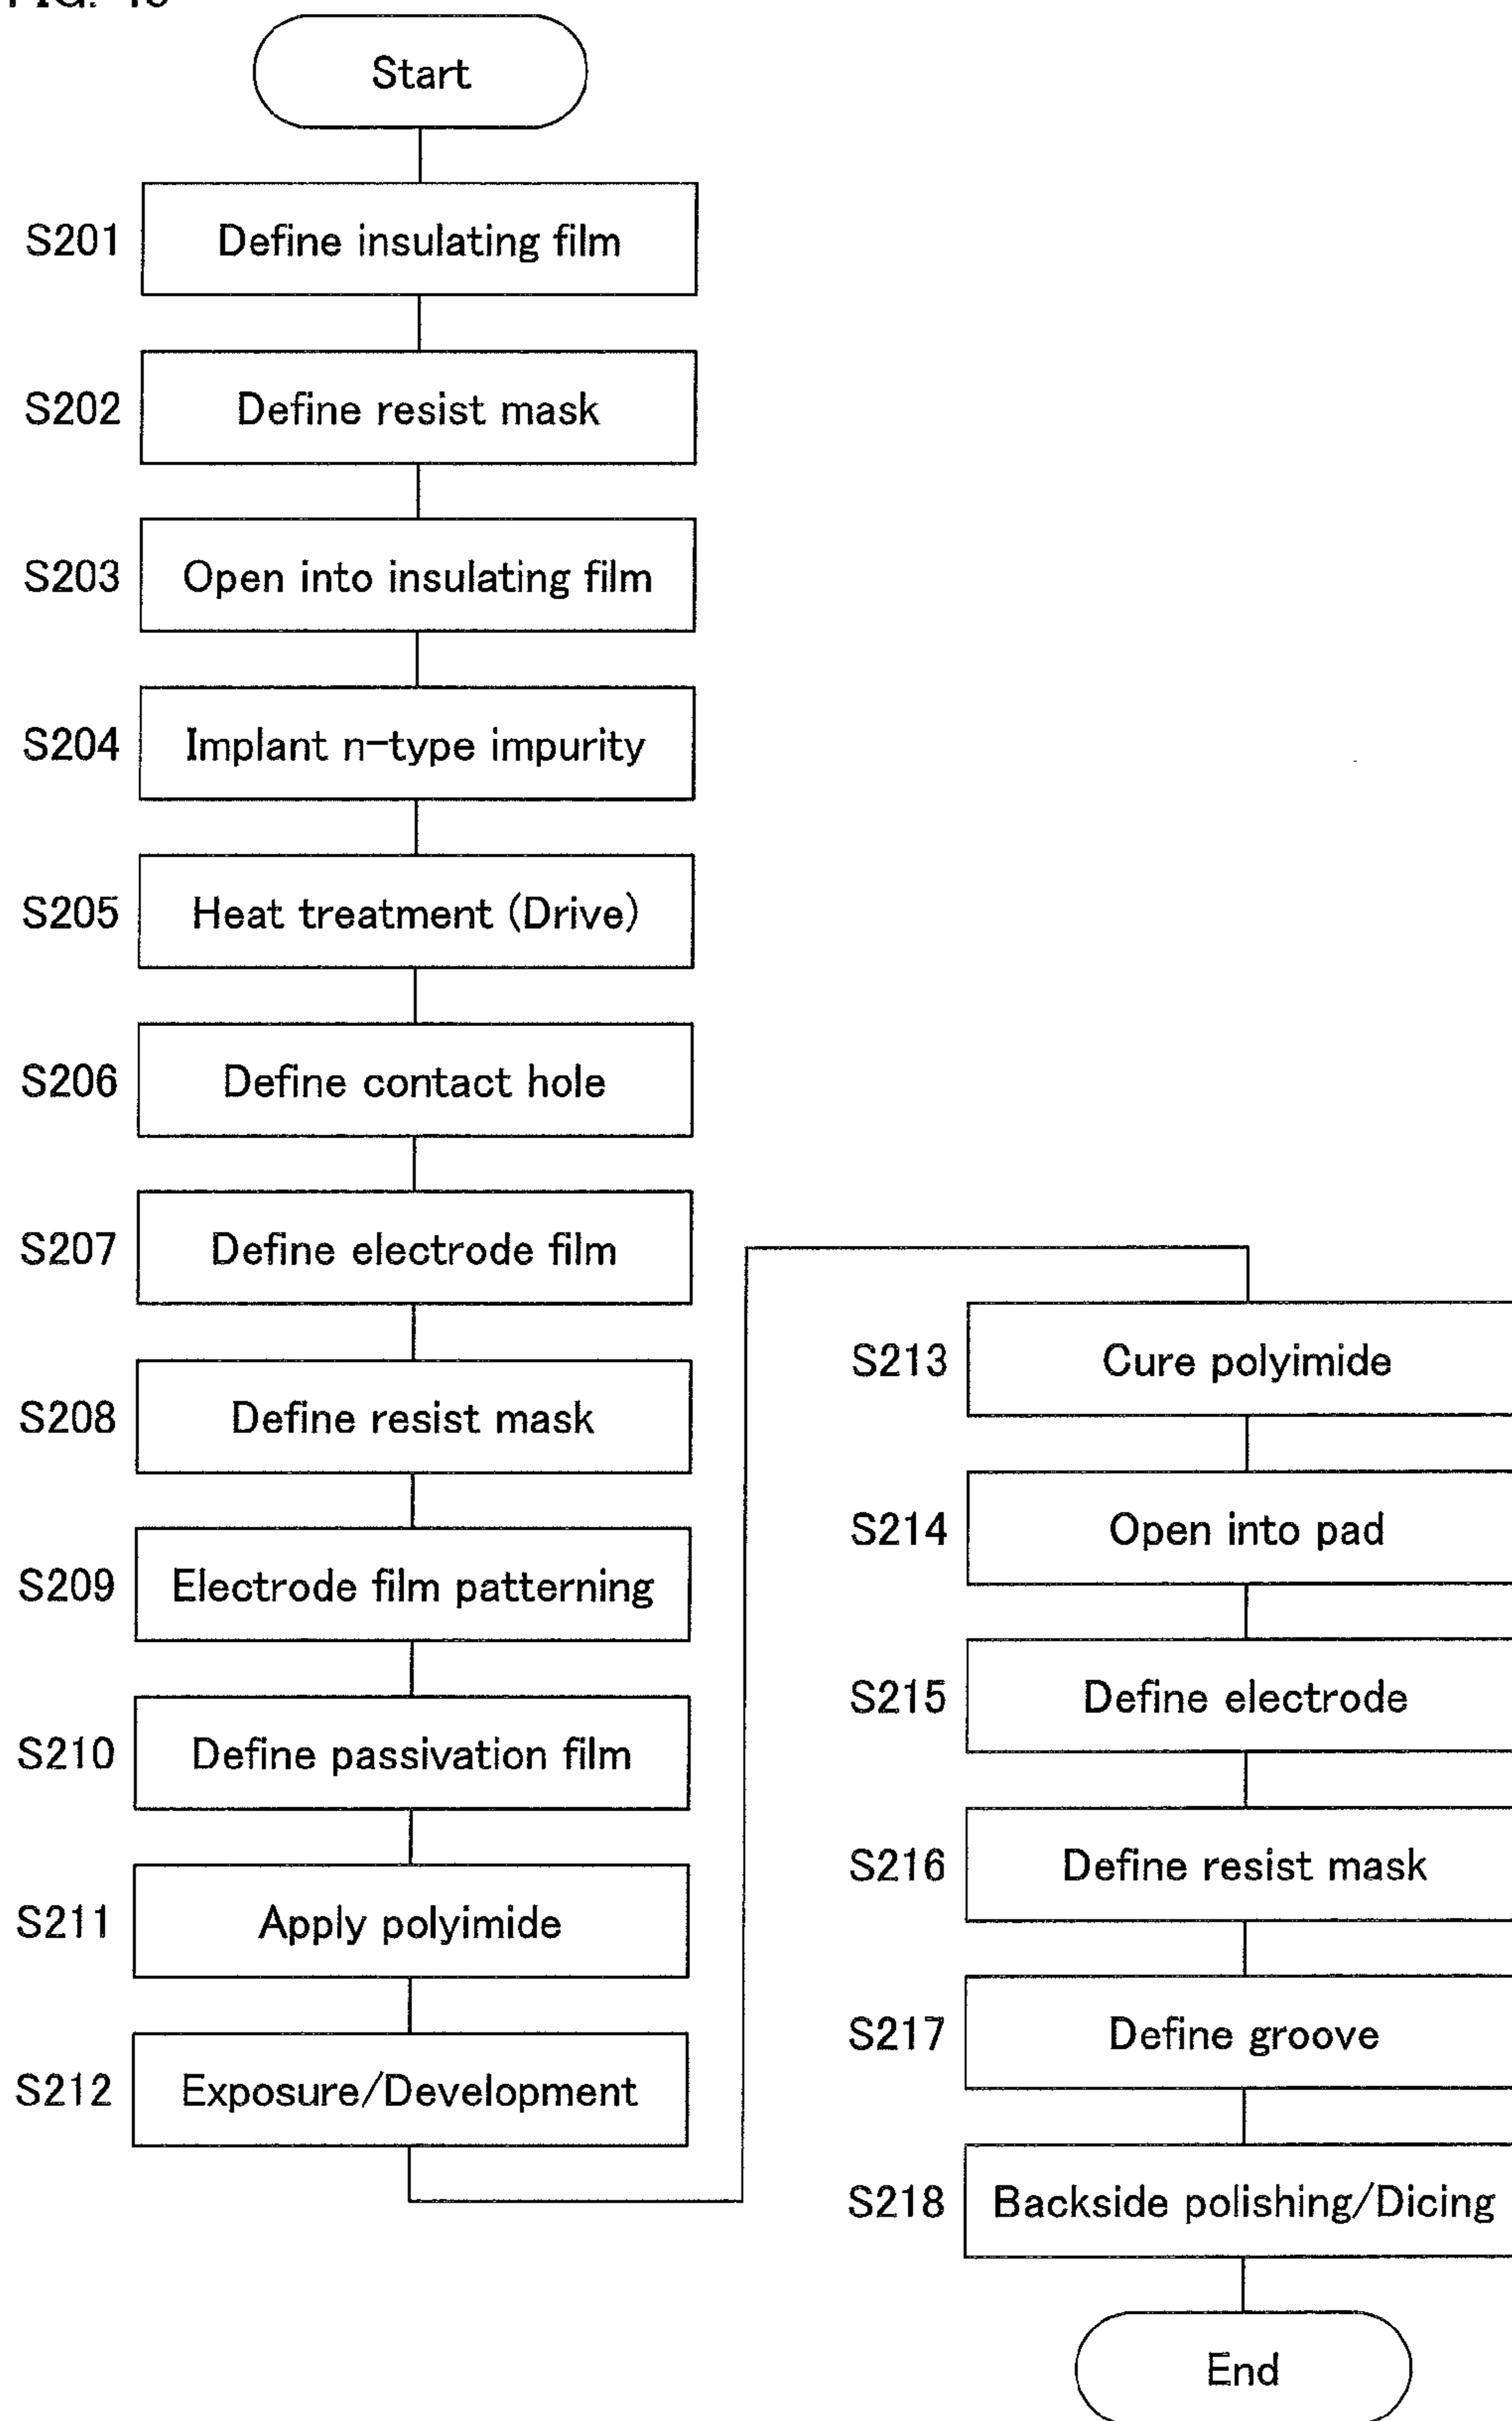 Start
S201 Define insulating film
S202 Define resist mask
S203 Open into insulating film
S204 Implant n-type impurity
S205 Heat treatment (Drive)
S206 Define contact hole
S207 Define electrode film
S208 Define resist mask
S209 Electrode film patterning
S210 Define passivation film
S211 Apply polyimide
S212 Exposure/Development
S213 Cure polyimide
S214 Open into pad
S215 Define electrode
S216 Define resist mask
S217 Define groove
S218 Backside polishing/Dicing
End